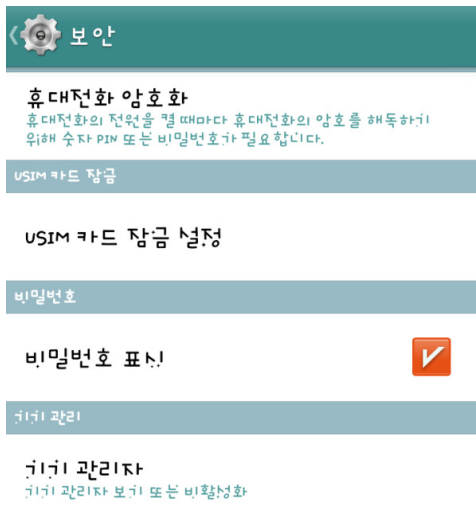 보안
휴대전화 암호화
휴대전화의 전원을 켤 때마다 휴대전화의 암호를 해독하기
위해 숫자 PIN 또는 비밀번호가 필요합니다.
USIM 카드 잠금
USIM 카드 잠금 설정
비밀번호
비밀번호 표시
기기 관리
기기 관리자
기기 관리자 보기 또는 비활성화